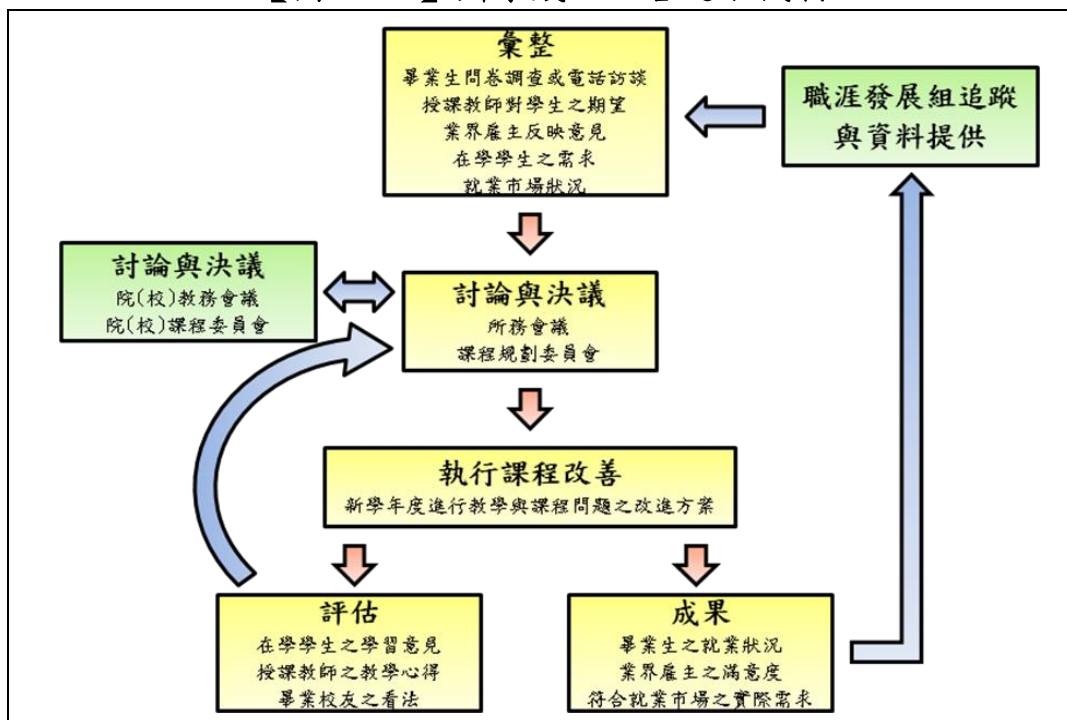 彙整
畢業生問卷調查或電話訪談
授課教師對學生之期望
業界雇主反映意見
在學學生之需求
就業市場狀況
職涯發展組追蹤
與資料提供
討論與決議
院(校)教務會議
院(校)課程委員會
討論與決議
所務會議
課程規劃委員會
執行課程改善
新學年度進行教學與課程問題之改進方案
評估
在學學生之學習意見
授課教師之教學心得
畢業校友之看法
成果
畢業生之就業狀況
業界雇主之滿意度
符合就業市場之實際需求